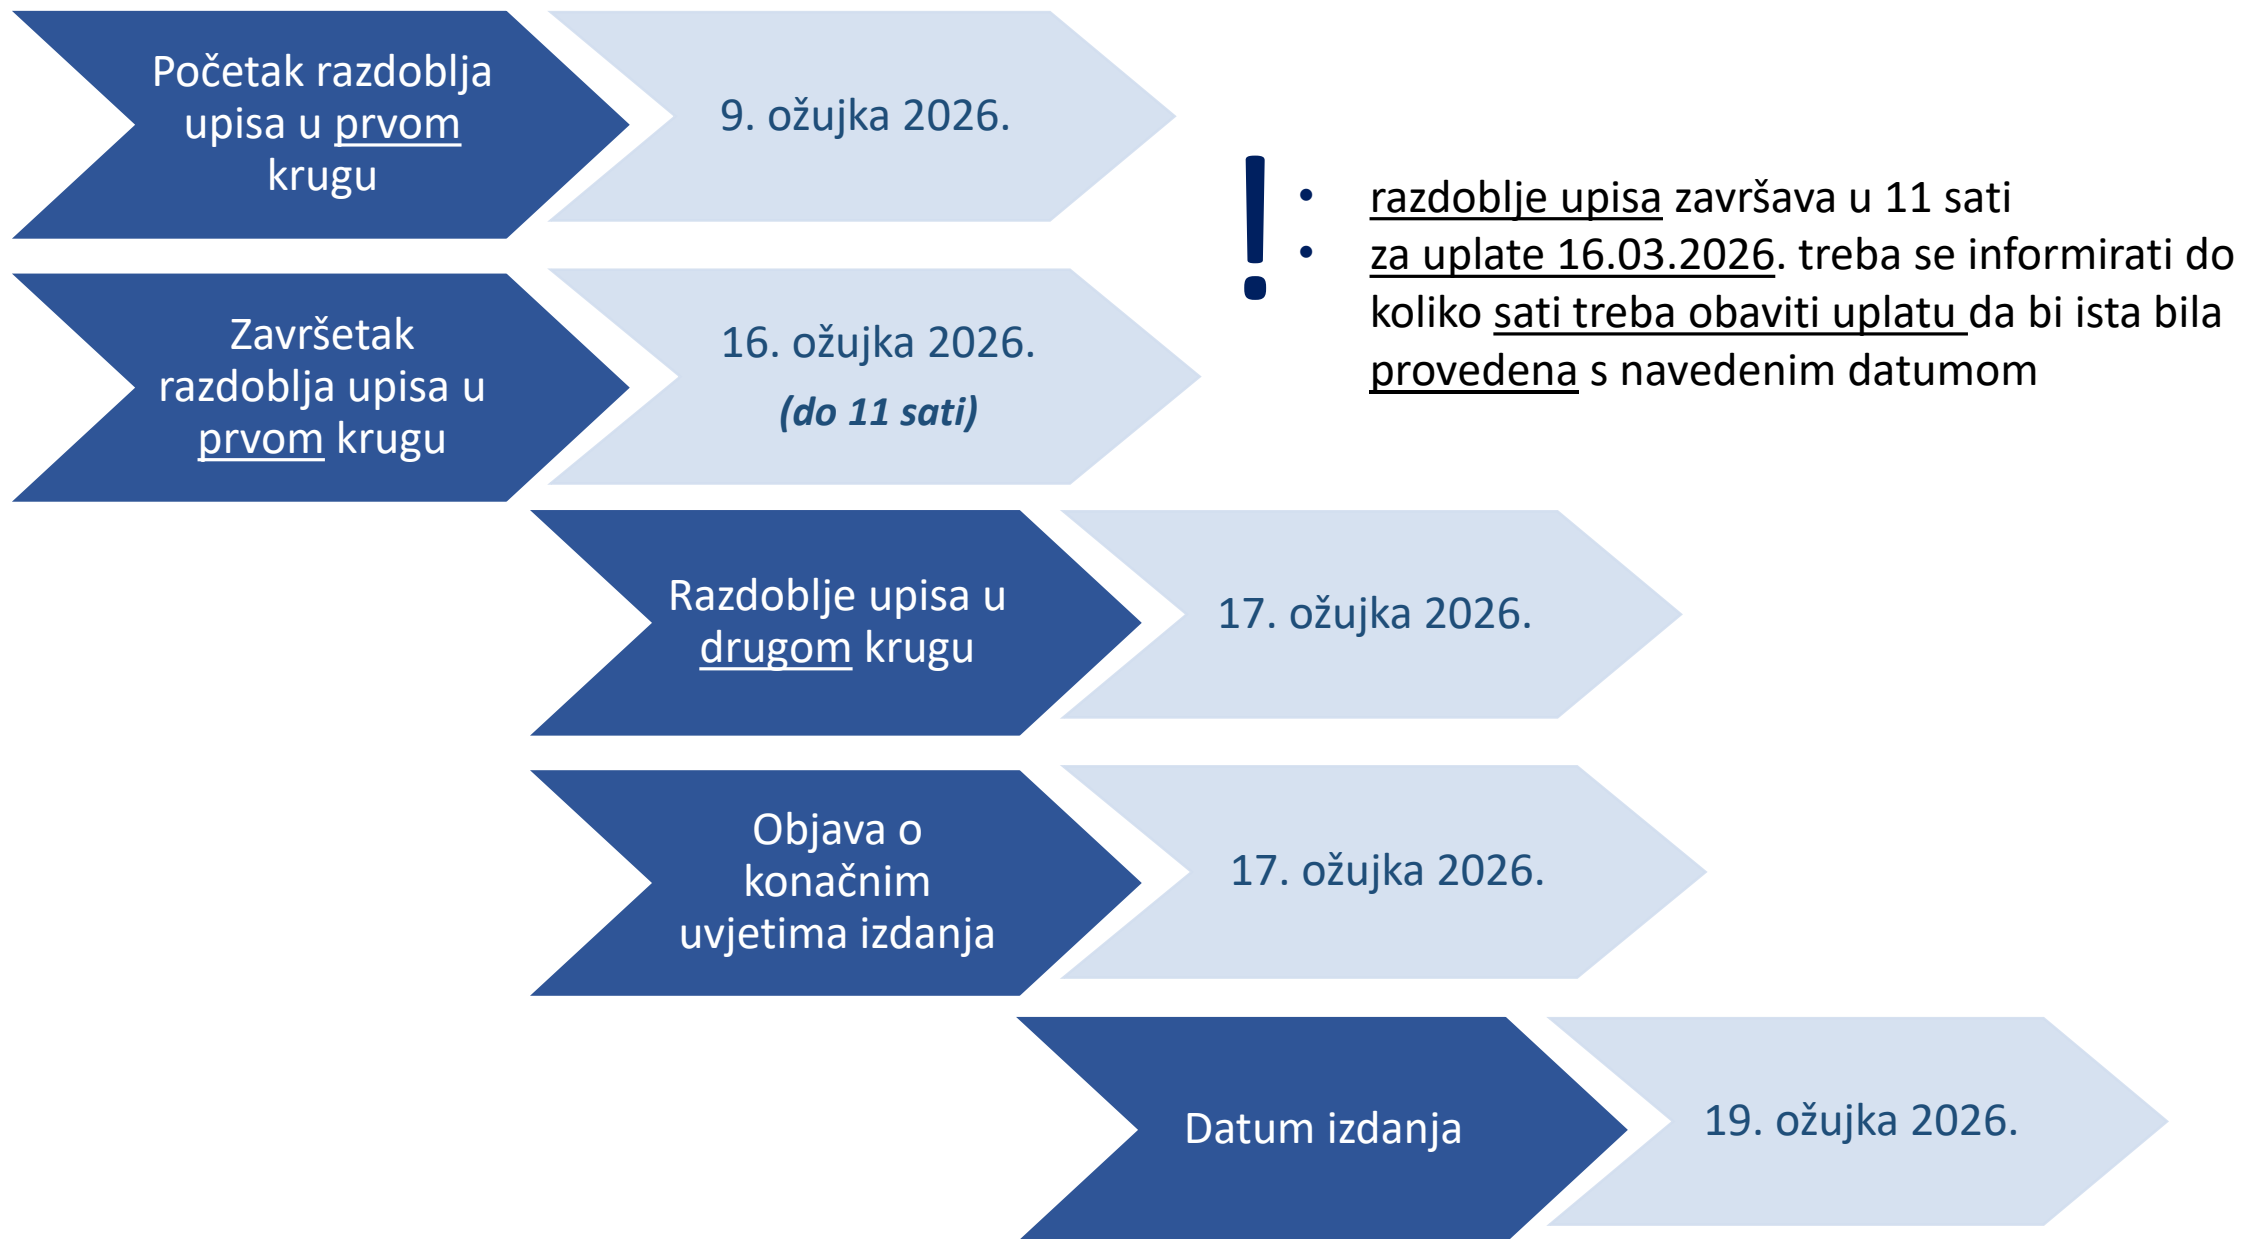 Početak razdoblja
upisa u prvom
krugu
9. ožujka 2026.
Završetak
razdoblja upisa u
prvom krugu
16. ožujka 2026.
(do 11 sati)
!
• razdoblje upisa završava u 11 sati
• za uplate 16.03.2026. treba se informirati do
koliko sati treba obaviti uplatu da bi ista bila
provedena s navedenim datumom
Razdoblje upisa u
drugom krugu
17. ožujka 2026.
Objava o
konačnim
uvjetima izdanja
17. ožujka 2026.
Datum izdanja
19. ožujka 2026.